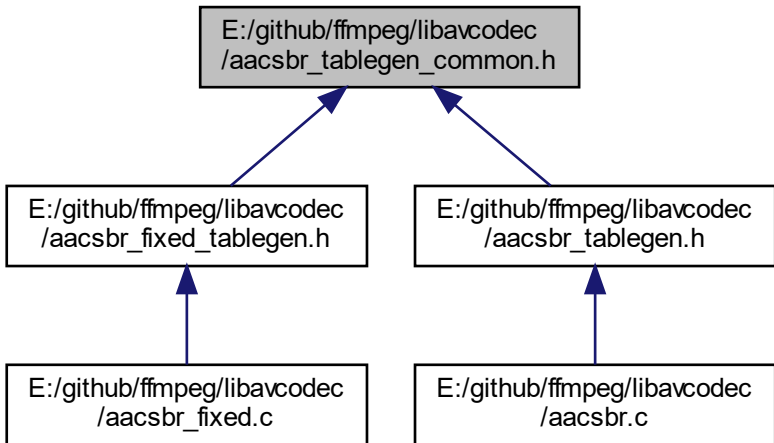 E:/github/ffmpeg/libavcodec
/aacsbr_tablegen_common.h
E:/github/ffmpeg/libavcodec
/aacsbr_fixed_tablegen.h
E:/github/ffmpeg/libavcodec
/aacsbr_tablegen.h
E:/github/ffmpeg/libavcodec
/aacsbr_fixed.c
E:/github/ffmpeg/libavcodec
/aacsbr.c